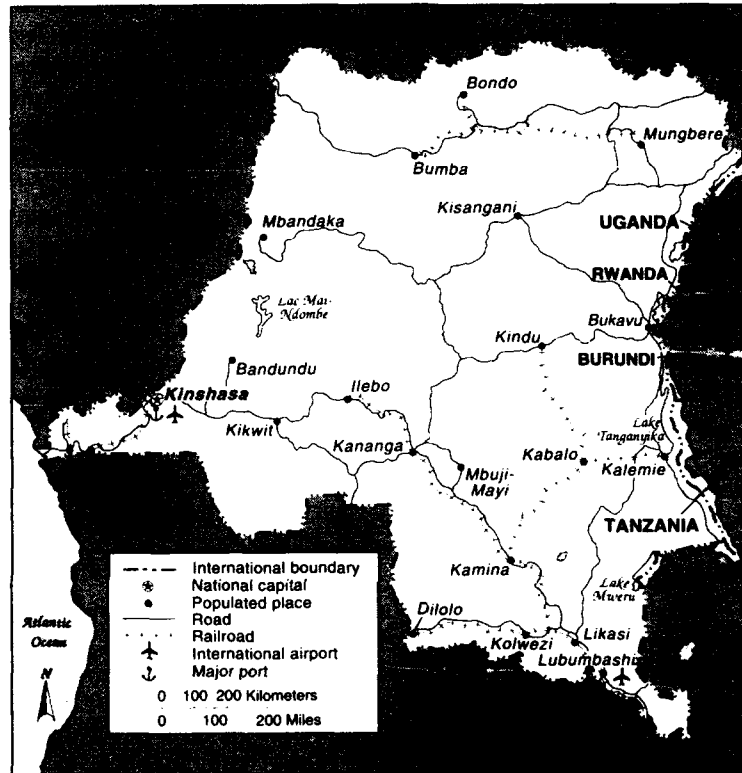 Bondo
Mungbere
Bumba
Kisangani
UGANDA
Mbandaka
RWANDA
Lac Mai-
Ndombe
Bukavu
Kindu
BURUNDI
Bandundu
Kinshasa
Ilebo
Lake
Tanganyika
Kikwit
Kananga
Kabalo
Kalemie
Mbuji-
Mayi
TANZANIA
Kamina
Lake
Mweru
Dilolo
Kolwezi
Likasi
Lubumbashi
International boundary
National capital
Populated place
Road
Railroad
International airport
Major port
0 100 200 Kilometers
0 100 200 Miles
Atlantic
Ocean
N